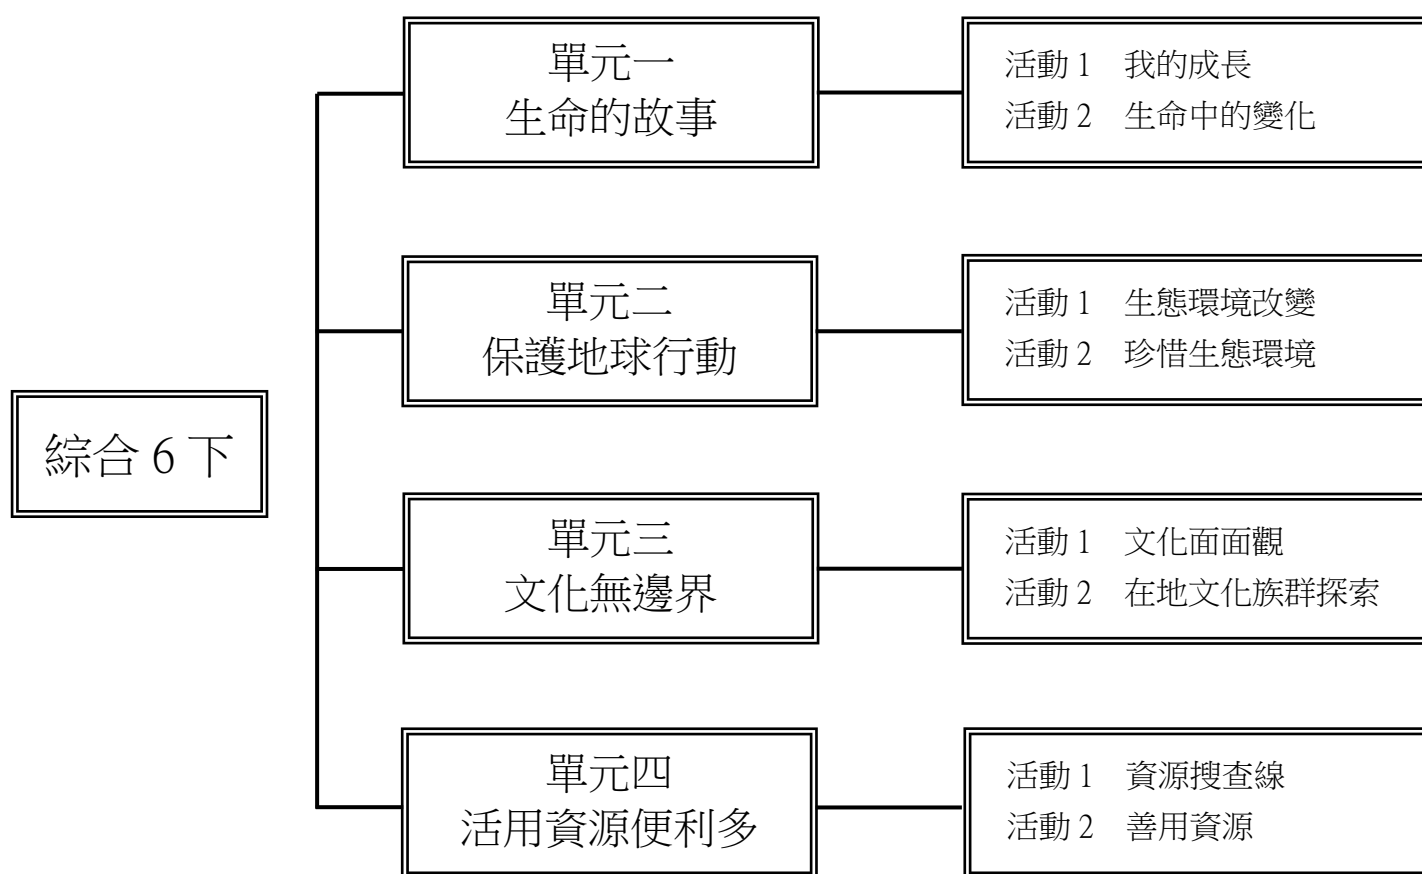 綜合 6 下
單元一
生命的故事
活動 1　我的成長
活動 2　生命中的變化
單元二
保護地球行動
活動 1　生態環境改變
活動 2　珍惜生態環境
單元三
文化無邊界
活動 1　文化面面觀
活動 2　在地文化族群探索
單元四
活用資源便利多
活動 1　資源搜查線
活動 2　善用資源